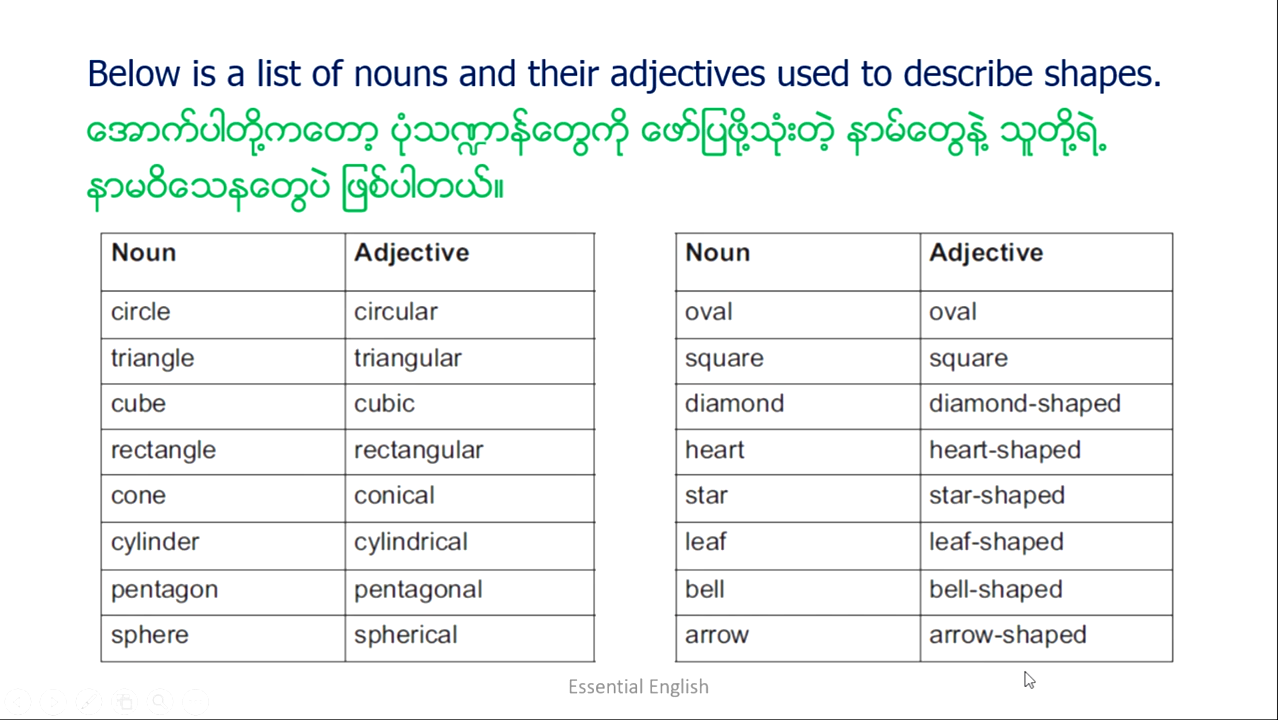 Below is a list of nouns and their adjectives used to describe shapes.
အောက်ပါတို့ကတော့ ပုံသဏ္ဍာန်တွေကို ဖော်ပြဖို့သုံးတဲ့ နာမ်တွေနဲ့ သူတို့ရဲ့
နာမဝိသေနတွေပဲ ဖြစ်ပါတယ်။
Noun Adjective
circle circular
triangle triangular
cube cubic
rectangle rectangular
cone conical
cylinder cylindrical
pentagon pentagonal
sphere spherical
Noun Adjective
oval oval
square square
diamond diamond-shaped
heart heart-shaped
star star-shaped
leaf leaf-shaped
bell bell-shaped
arrow arrow-shaped
Essential English